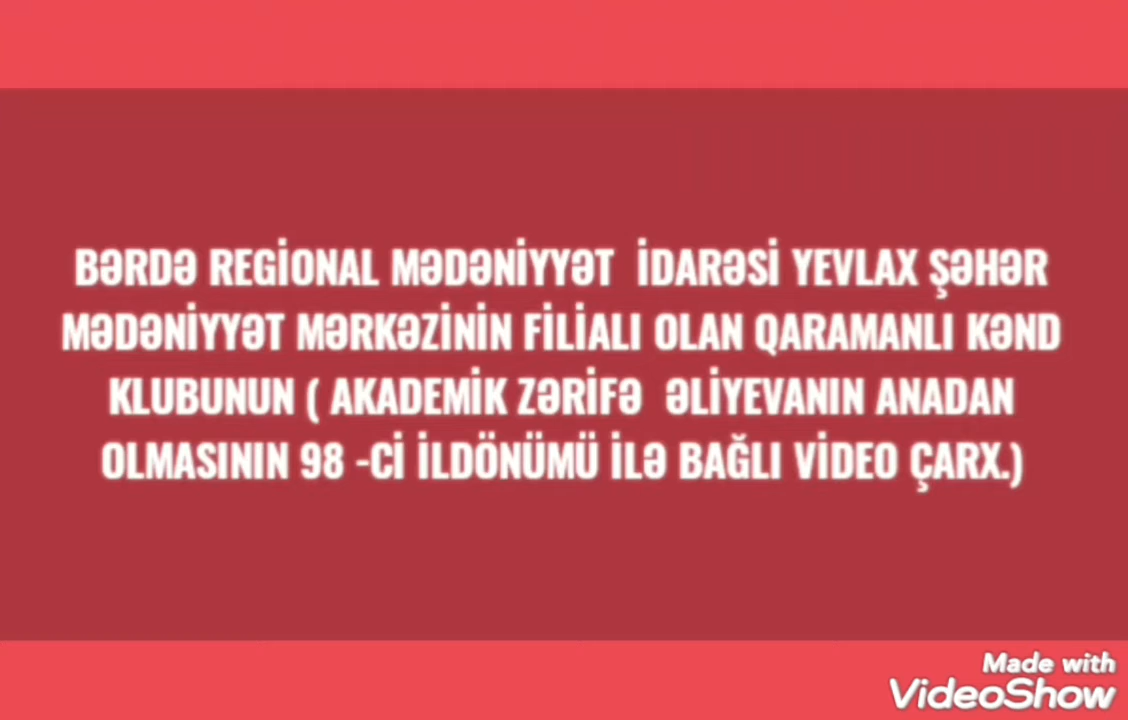 BƏRDƏ REGİONAL MƏDƏNİYYƏT İDARƏSİ YEVLAX ŞƏHƏR
MƏDƏNİYYƏT MƏRKƏZİNİN FİLİALI OLAN QARAMANLI KƏND
KLUBUNUN ( AKADEMİK ZƏRİFƏ ƏLİYEVANIN ANADAN
OLMASININ 98 -Cİ İLDÖNÜMÜ İLƏ BAĞLI VİDEO ÇARX.)
Made with
VideoShow